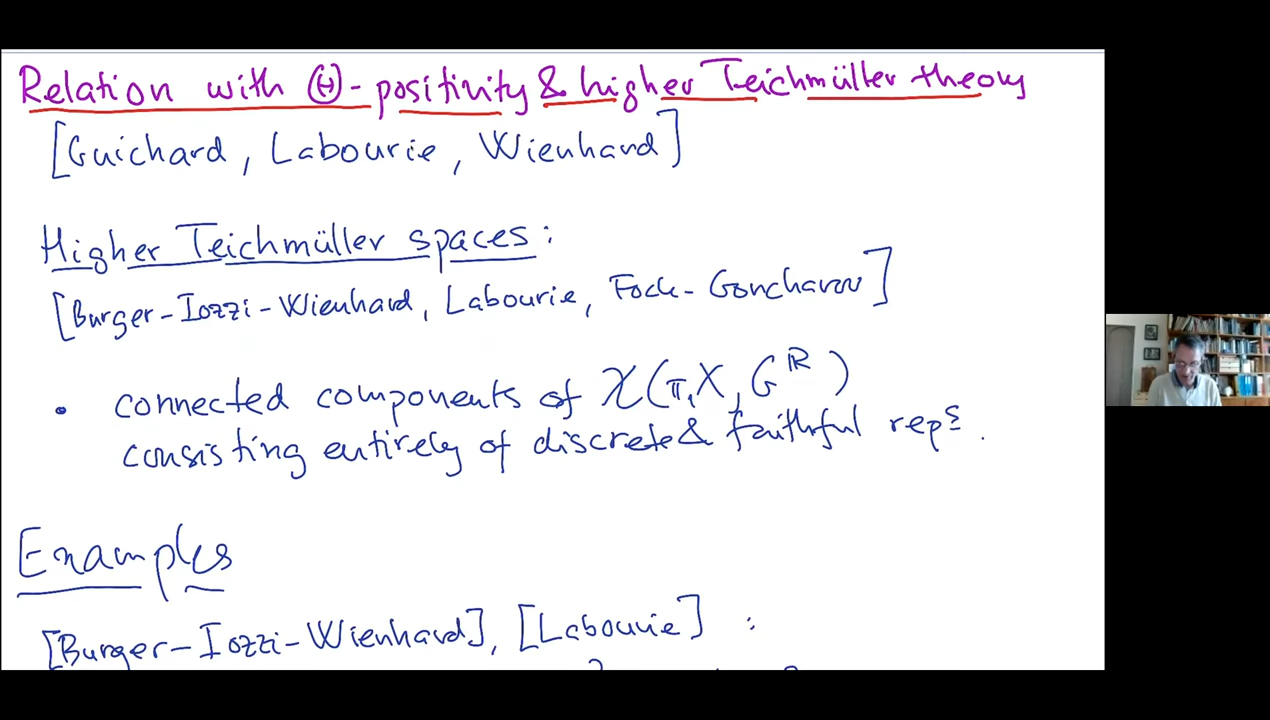 Relation with Θ-positivity & higher Teichmüller theory
[Guichard, Labourie, Wienhard]
Higher Teichmüller spaces:
[Burger-Iozzi-Wienhard, Labourie, Fock-Goncharov]
• connected components of 𝒳(π₁X, G^ℝ)
consisting entirely of discrete & faithful reps.
Examples
[Burger-Iozzi-Wienhard], [Labourie] :